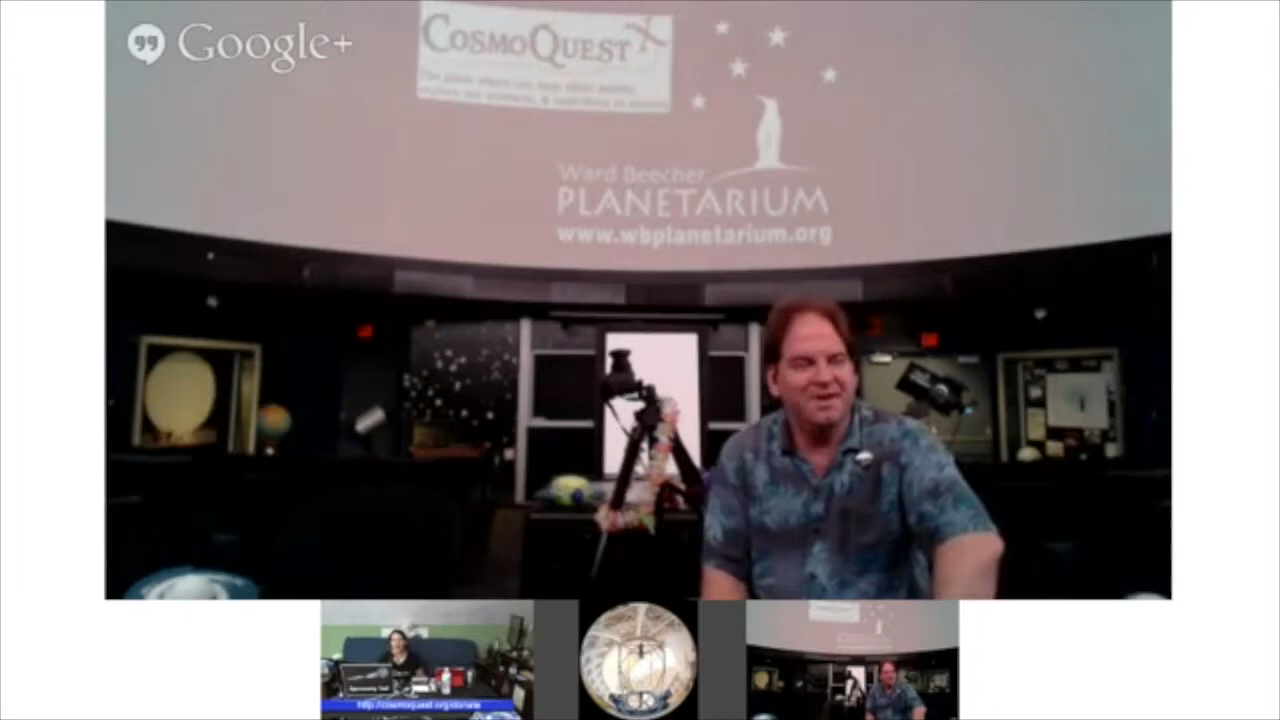 Google+
COSMOQUEST X
Ward Beecher
PLANETARIUM
www.wbplanetarium.org
http://cosmoquest.org/donate